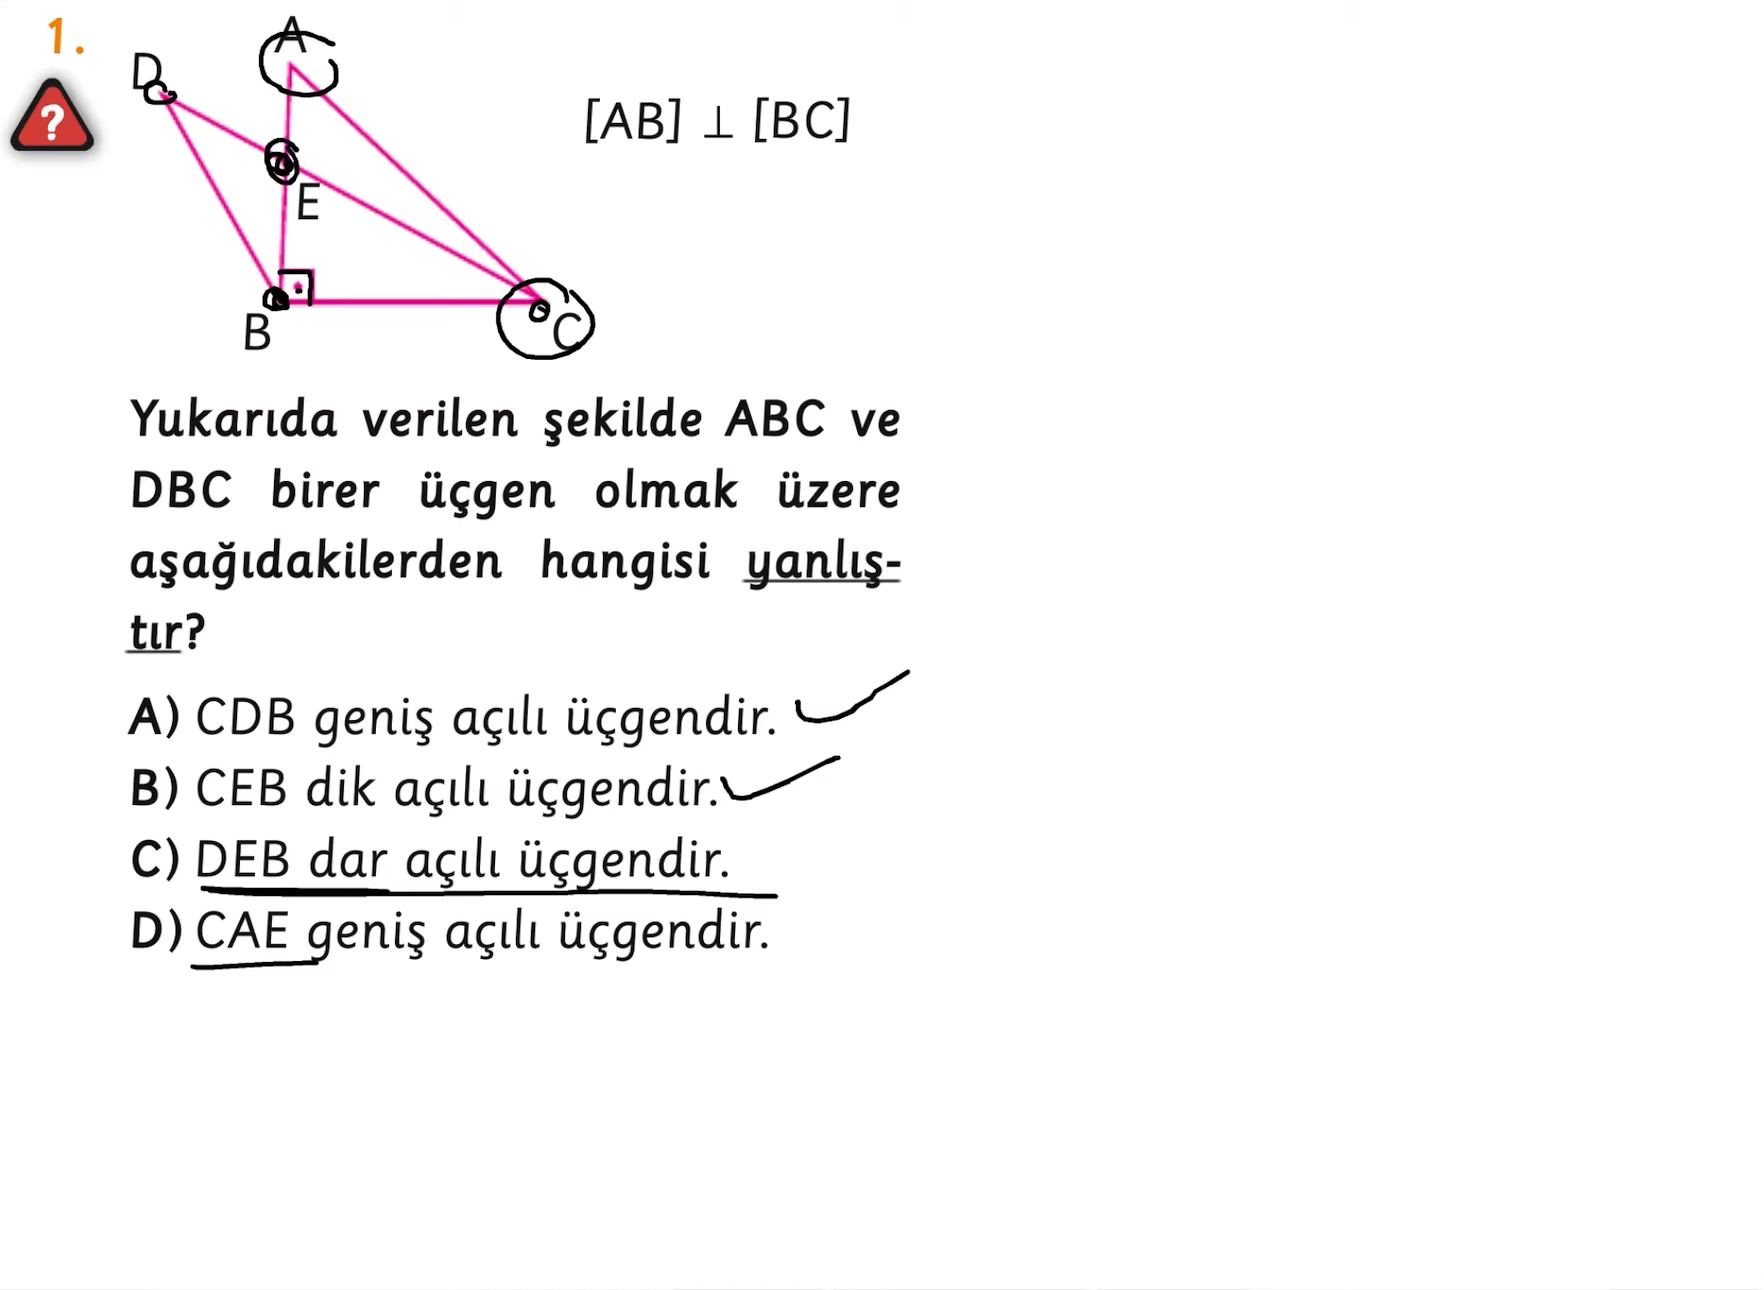 1.
?
D
A
[AB] ⊥ [BC]
E
B
C
Yukarıda verilen şekilde ABC ve
DBC birer üçgen olmak üzere
aşağıdakilerden hangisi yanlış-
tır?
A) CDB geniş açılı üçgendir.
B) CEB dik açılı üçgendir.
C) DEB dar açılı üçgendir.
D) CAE geniş açılı üçgendir.